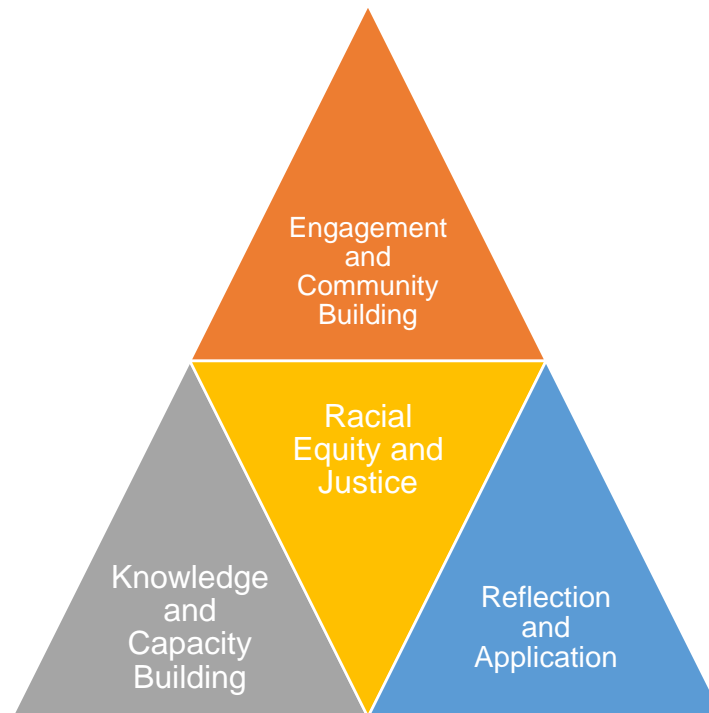 Engagement
and
Community
Building
Racial
Equity and
Justice
Knowledge
and
Capacity
Building
Reflection
and
Application